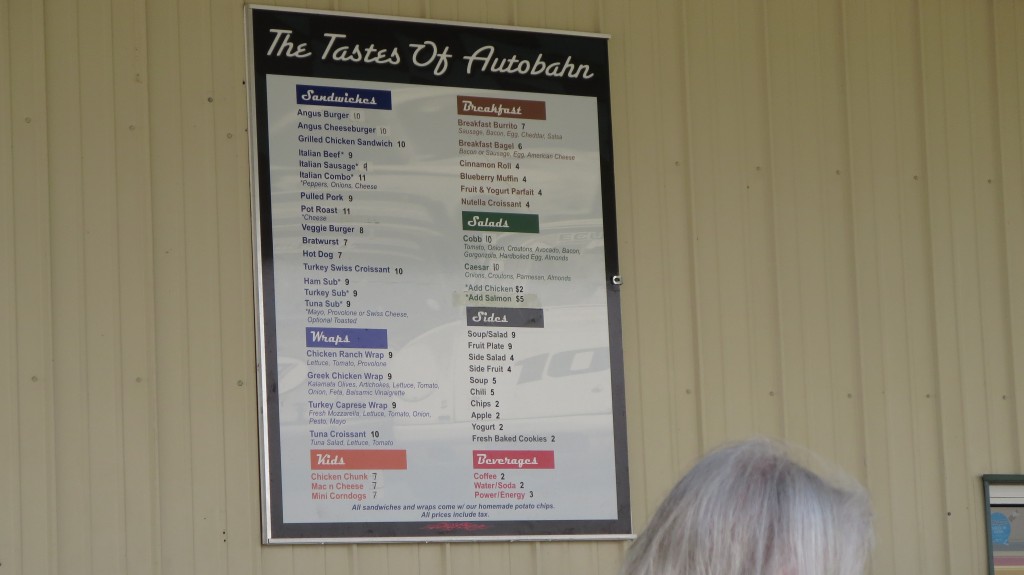 The Tastes Of Autobahn
Sandwiches
Angus Burger 10
Angus Cheeseburger 10
Grilled Chicken Sandwich 10
Italian Beef* 9
Italian Sausage*
Italian Combo* 11
*Peppers, Onions, Cheese
Pulled Pork 9
Pot Roast 11
*Cheese
Veggie Burger 8
Bratwurst 7
Hot Dog 7
Turkey Swiss Croissant 10
Ham Sub* 9
Turkey Sub* 9
Tuna Sub* 9
*Mayo, Provolone or Swiss Cheese,
Optional Toasted
Wraps
Chicken Ranch Wrap 9
Lettuce, Tomato, Provolone
Greek Chicken Wrap 9
Kalamata Olives, Artichokes, Lettuce, Tomato,
Onion, Feta, Balsamic Vinaigrette
Turkey Caprese Wrap 9
Fresh Mozzarella, Lettuce, Tomato, Onion,
Pesto, Mayo
Tuna Croissant 10
Tuna Salad, Lettuce, Tomato
Kids
Chicken Chunk 7
Mac n Cheese 7
Mini Corndogs 7
Breakfast
Breakfast Burrito 7
Sausage, Bacon, Egg, Cheddar, Salsa
Breakfast Bagel 6
Bacon or Sausage, Egg, American Cheese
Cinnamon Roll 4
Blueberry Muffin 4
Fruit & Yogurt Parfait 4
Nutella Croissant 4
Salads
Cobb 10
Tomato, Onion, Croutons, Avocado, Bacon,
Gorgonzola, Hardboiled Egg, Almonds
Caesar 10
Onions, Croutons, Parmesan, Almonds
*Add Chicken $2
*Add Salmon $5
Sides
Soup/Salad 9
Fruit Plate 9
Side Salad 4
Side Fruit 4
Soup 5
Chili 5
Chips 2
Apple 2
Yogurt 2
Fresh Baked Cookies 2
Beverages
Coffee 2
Water/Soda 2
Power/Energy 3
All sandwiches and wraps come w/ our homemade potato chips.
All prices include tax.